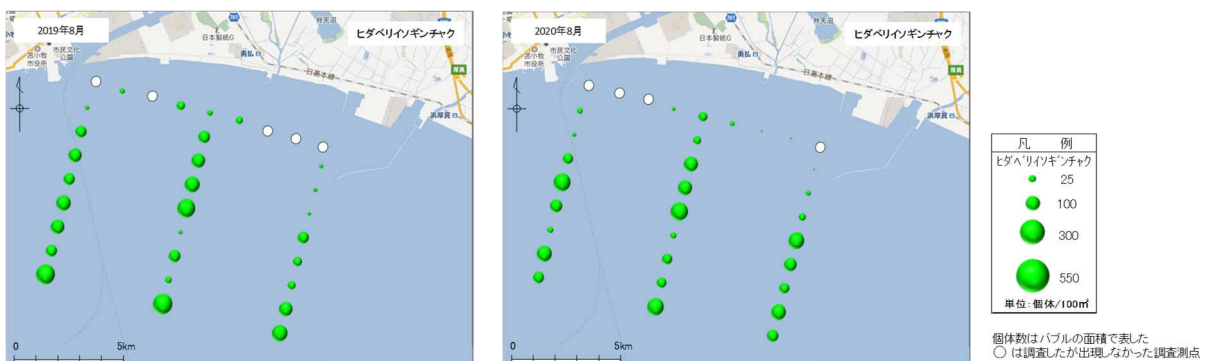 2019年8月
ヒダベリイソギンチャク
苫小牧
市役所
市民文化
公園
日本製紙G
弁天沼
勇払
日高本線
厚真
浜厚真
0
5km
2020年8月
ヒダベリイソギンチャク
苫小牧
市役所
市民文化
公園
日本製紙G
弁天沼
勇払
日高本線
厚真
浜厚真
0
5km
凡 例
ヒダベリイソギンチャク
25
100
300
550
単位:個体/100㎡
個体数はバブルの面積で表した
○は調査したが出現しなかった調査測点